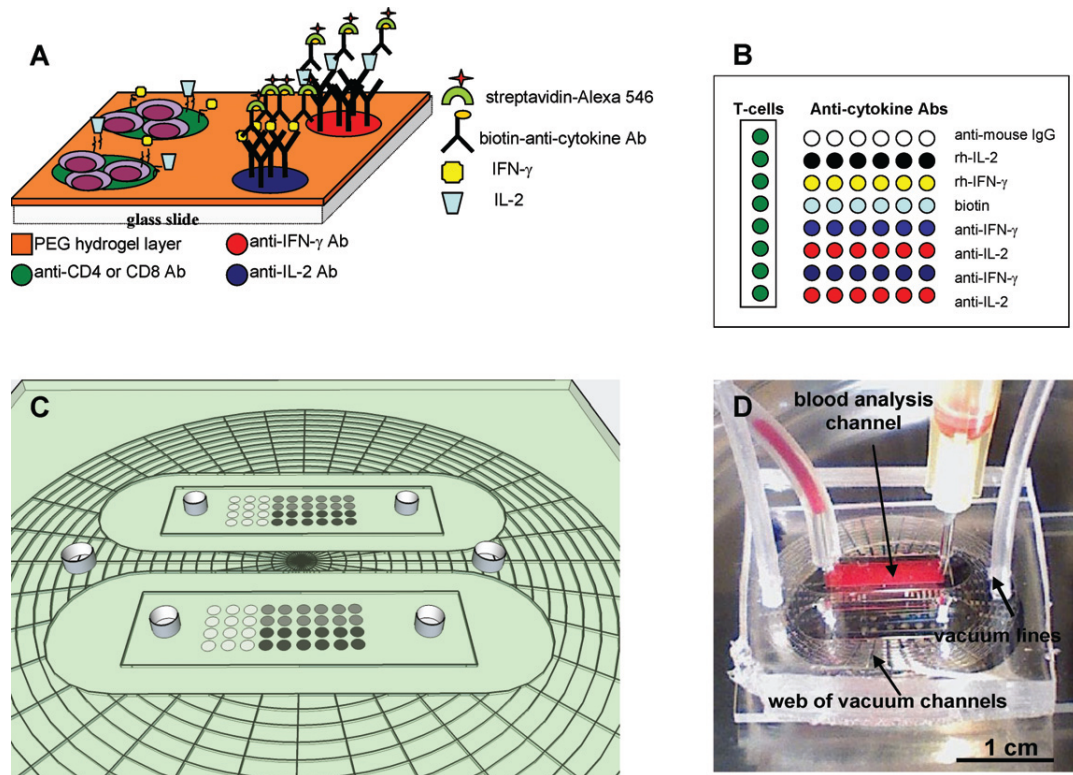 A
streptavidin-Alexa 546
biotin-anti-cytokine Ab
IFN-γ
IL-2
glass slide
PEG hydrogel layer
anti-IFN-γ Ab
anti-CD4 or CD8 Ab
anti-IL-2 Ab
B
T-cells
Anti-cytokine Abs
anti-mouse IgG
rh-IL-2
rh-IFN-γ
biotin
anti-IFN-γ
anti-IL-2
anti-IFN-γ
anti-IL-2
C
D
blood analysis
channel
vacuum lines
web of vacuum channels
1 cm